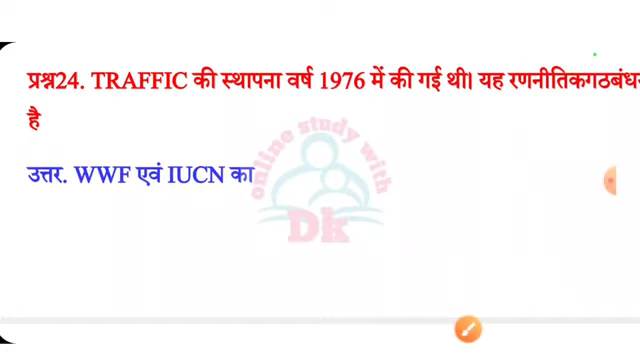 प्रश्न24. TRAFFIC की स्थापना वर्ष 1976 में की गई थी। यह रणनीतिकगठबंधन
है
उत्तर. WWF एवं IUCN का
online study with
Dk